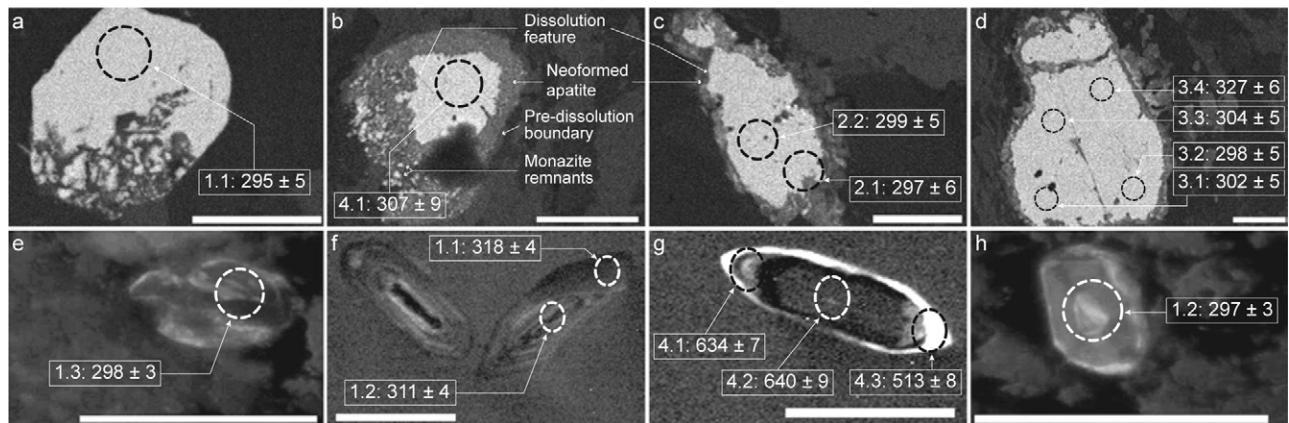 a
b
c
d
Dissolution
feature
Neoformed
apatite
Pre-dissolution
boundary
Monazite
remnants
1.1: 295 ± 5
4.1: 307 ± 9
2.2: 299 ± 5
2.1: 297 ± 6
3.4: 327 ± 6
3.3: 304 ± 5
3.2: 298 ± 5
3.1: 302 ± 5
e
f
g
h
1.3: 298 ± 3
1.1: 318 ± 4
1.2: 311 ± 4
4.1: 634 ± 7
4.2: 640 ± 9
4.3: 513 ± 8
1.2: 297 ± 3